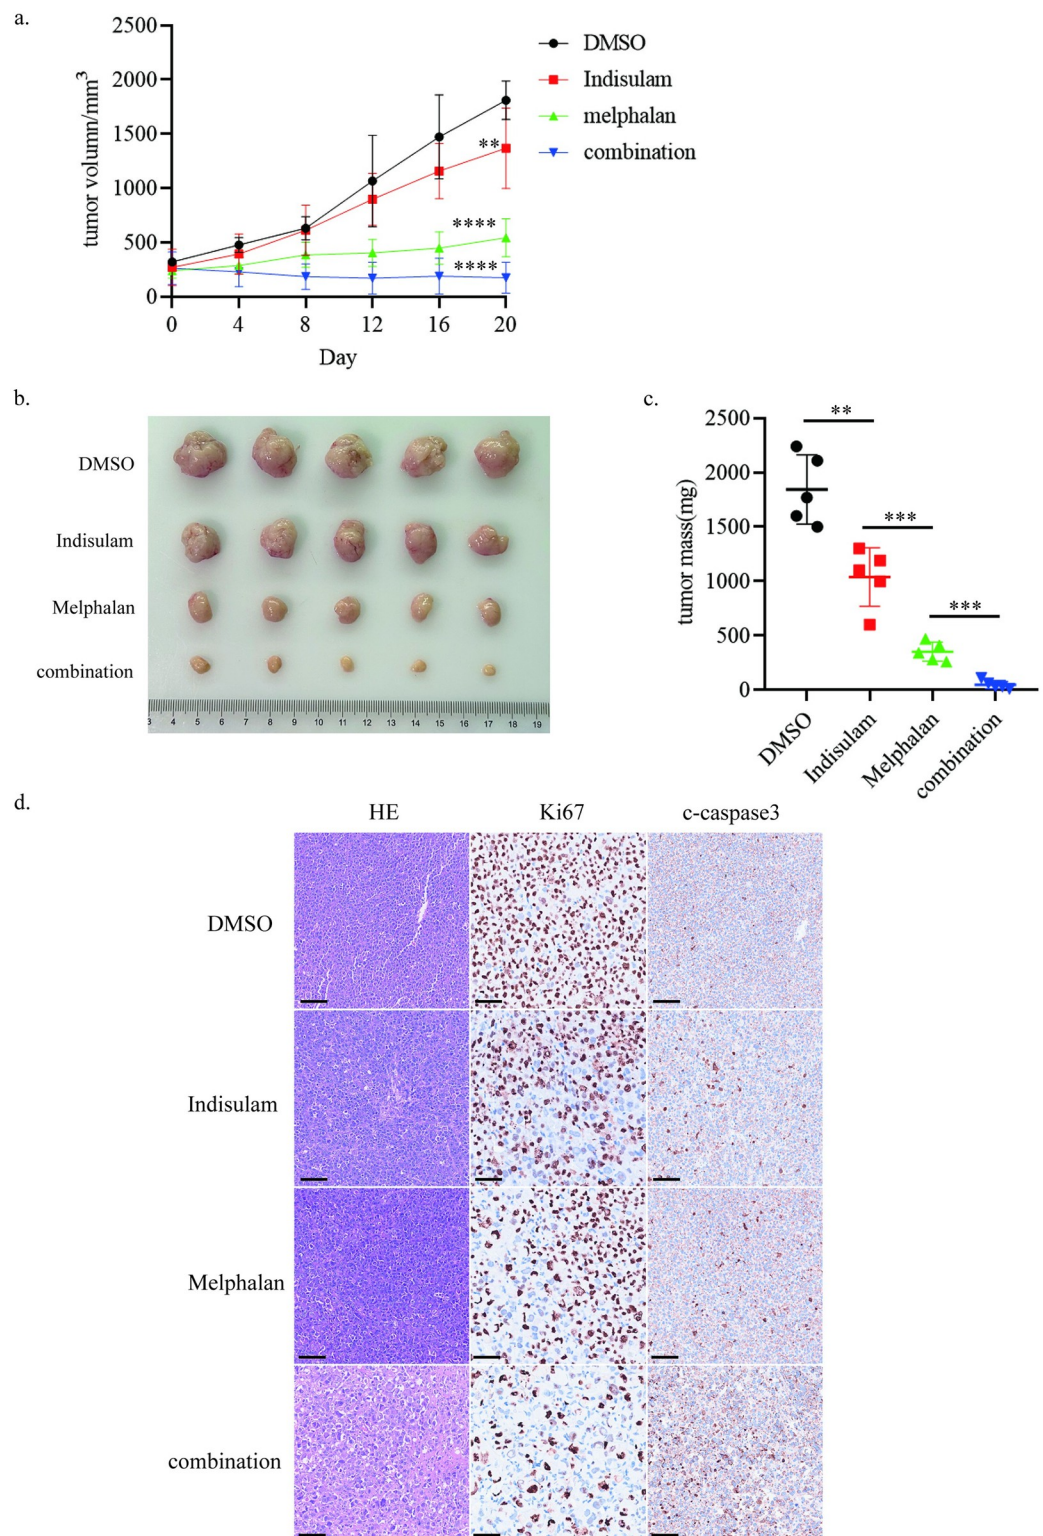 a.
2500
2000
1500
1000
500
0
tumor volumn/mm³
0 4 8 12 16 20
Day
**
****
****
DMSO
Indisulam
melphalan
combination
b.
DMSO
Indisulam
Melphalan
combination
3 4 5 6 7 8 9 10 11 12 13 14 15 16 17 18 19
c.
2500
2000
1500
1000
500
0
tumor mass(mg)
**
***
***
DMSO
Indisulam
Melphalan
combination
d.
HE Ki67 c-caspase3
DMSO
Indisulam
Melphalan
combination